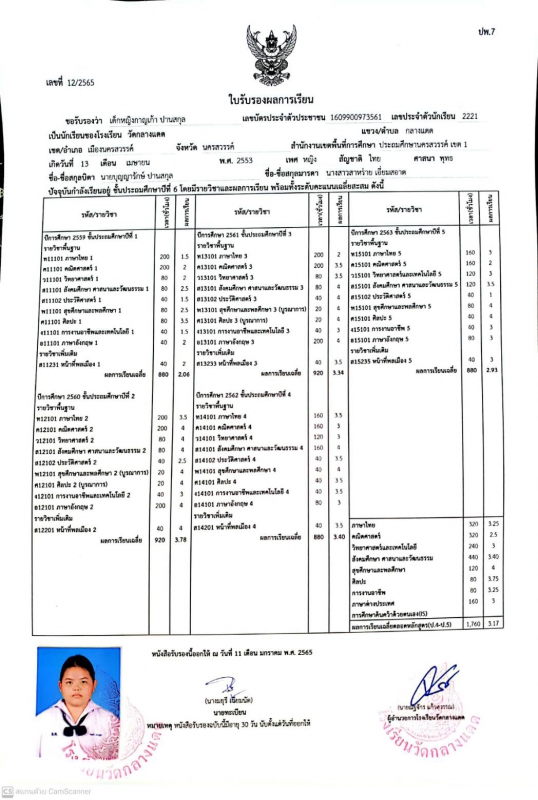 ปพ.7
เลขที่ 12/2565
ใบรับรองผลการเรียน
ขอรับรองว่า เด็กหญิงกาญเก้า ปานสกุล เลขบัตรประจำตัวประชาชน 1609900973561 เลขประจำตัวนักเรียน 2221
เป็นนักเรียนของโรงเรียน วัดกลางแดด แขวง/ตำบล กลางแดด
เขต/อำเภอ เมืองนครสวรรค์ จังหวัด นครสวรรค์ สำนักงานเขตพื้นที่การศึกษา ประถมศึกษานครสวรรค์ เขต 1
เกิดวันที่ 13 เดือน เมษายน พ.ศ. 2553 เพศ หญิง สัญชาติ ไทย ศาสนา พุทธ
ชื่อ-ชื่อสกุลบิดา นายบุญญารักษ์ ปานสกุล ชื่อ-ชื่อสกุลมารดา นางสาวสาหร่าย เอี่ยมสอาด
ปัจจุบันกำลังเรียนอยู่ ชั้นประถมศึกษาปีที่ 6 โดยมีรายวิชาและผลการเรียน พร้อมทั้งระดับคะแนนเฉลี่ยสะสม ดังนี้
รหัส/รายวิชา เวลา(ชั่วโมง) ผลการเรียน
ปีการศึกษา 2559 ชั้นประถมศึกษาปีที่ 1
รายวิชาพื้นฐาน
ท11101 ภาษาไทย 1 200 1.5
ค11101 คณิตศาสตร์ 1 200 2
ว11101 วิทยาศาสตร์ 1 80 2
ส11101 สังคมศึกษา ศาสนาและวัฒนธรรม 1 80 2.5
ส11102 ประวัติศาสตร์ 1 40 2.5
พ11101 สุขศึกษาและพลศึกษา 1 80 2.5
ศ11101 ศิลปะ 1 80 3.5
ง11101 การงานอาชีพและเทคโนโลยี 1 40 1.5
อ11101 ภาษาอังกฤษ 1 40 2
รายวิชาเพิ่มเติม
ส11231 หน้าที่พลเมือง 1 40 2
ผลการเรียนเฉลี่ย 880 2.06
ปีการศึกษา 2560 ชั้นประถมศึกษาปีที่ 2
รายวิชาพื้นฐาน
ท12101 ภาษาไทย 2 200 3.5
ค12101 คณิตศาสตร์ 2 200 4
ว12101 วิทยาศาสตร์ 2 80 4
ส12101 สังคมศึกษา ศาสนาและวัฒนธรรม 2 80 4
ส12102 ประวัติศาสตร์ 2 40 2.5
พ12101 สุขศึกษาและพลศึกษา 2 (บูรณาการ) 20 4
ศ12101 ศิลปะ 2 (บูรณาการ) 20 4
ง12101 การงานอาชีพและเทคโนโลยี 2 40 3
อ12101 ภาษาอังกฤษ 2 200 4
รายวิชาเพิ่มเติม
ส12201 หน้าที่พลเมือง 2 40 4
ผลการเรียนเฉลี่ย 920 3.78
รหัส/รายวิชา เวลา(ชั่วโมง) ผลการเรียน
ปีการศึกษา 2561 ชั้นประถมศึกษาปีที่ 3
รายวิชาพื้นฐาน
ท13101 ภาษาไทย 3 200 2
ค13101 คณิตศาสตร์ 3 200 3.5
ว13101 วิทยาศาสตร์ 3 80 3.5
ส13101 สังคมศึกษา ศาสนาและวัฒนธรรม 3 80 4
ส13102 ประวัติศาสตร์ 3 40 4
พ13101 สุขศึกษาและพลศึกษา 3 (บูรณาการ) 20 4
ศ13101 ศิลปะ 3 (บูรณาการ) 20 4
ง13101 การงานอาชีพและเทคโนโลยี 3 40 4
อ13101 ภาษาอังกฤษ 3 200 4
รายวิชาเพิ่มเติม
ส13233 หน้าที่พลเมือง 3 40 3.5
ผลการเรียนเฉลี่ย 920 3.34
ปีการศึกษา 2562 ชั้นประถมศึกษาปีที่ 4
รายวิชาพื้นฐาน
ท14101 ภาษาไทย 4 160 3.5
ค14101 คณิตศาสตร์ 4 160 3
ว14101 วิทยาศาสตร์ 4 120 3
ส14101 สังคมศึกษา ศาสนาและวัฒนธรรม 4 160 4
ส14102 ประวัติศาสตร์ 4 40 3.5
พ14101 สุขศึกษาและพลศึกษา 4 40 4
ศ14101 ศิลปะ 4 40 3.5
ง14101 การงานอาชีพและเทคโนโลยี 4 40 3.5
อ14101 ภาษาอังกฤษ 4 80 3
รายวิชาเพิ่มเติม
ส14201 หน้าที่พลเมือง 4 40 3.5
ผลการเรียนเฉลี่ย 880 3.40
รหัส/รายวิชา เวลา(ชั่วโมง) ผลการเรียน
ปีการศึกษา 2563 ชั้นประถมศึกษาปีที่ 5
รายวิชาพื้นฐาน
ท15101 ภาษาไทย 5 160 3
ค15101 คณิตศาสตร์ 5 160 2
ว15101 วิทยาศาสตร์และเทคโนโลยี 5 120 3
ส15101 สังคมศึกษา ศาสนาและวัฒนธรรม 5 120 3.5
ส15102 ประวัติศาสตร์ 5 40 1
พ15101 สุขศึกษาและพลศึกษา 5 80 4
ศ15101 ศิลปะ 5 40 4
ง15101 การงานอาชีพ 5 40 3
อ15101 ภาษาอังกฤษ 5 80 3
รายวิชาเพิ่มเติม
ส15235 หน้าที่พลเมือง 5 40 3
ผลการเรียนเฉลี่ย 880 2.93
ภาษาไทย 320 3.25
คณิตศาสตร์ 320 2.5
วิทยาศาสตร์และเทคโนโลยี 240 3
สังคมศึกษา ศาสนาและวัฒนธรรม 440 3.40
สุขศึกษาและพลศึกษา 120 4
ศิลปะ 80 3.75
การงานอาชีพ 80 3.25
ภาษาต่างประเทศ 160 3
การศึกษาค้นคว้าด้วยตนเอง(IS)
ผลการเรียนเฉลี่ยตลอดหลักสูตร(ป.4-ป.5) 1,760 3.17
หนังสือรับรองนี้ออกให้ ณ วันที่ 11 เดือน มกราคม พ.ศ. 2565
นายทะเบียน
ผู้อำนวยการโรงเรียนวัดกลางแดด
หมายเหตุ หนังสือรับรองฉบับนี้มีอายุ 30 วัน นับตั้งแต่วันที่ออกให้
โรงเรียนวัดกลางแดด
โรงเรียนวัดกลางแดด
CS สแกนด้วย CamScanner